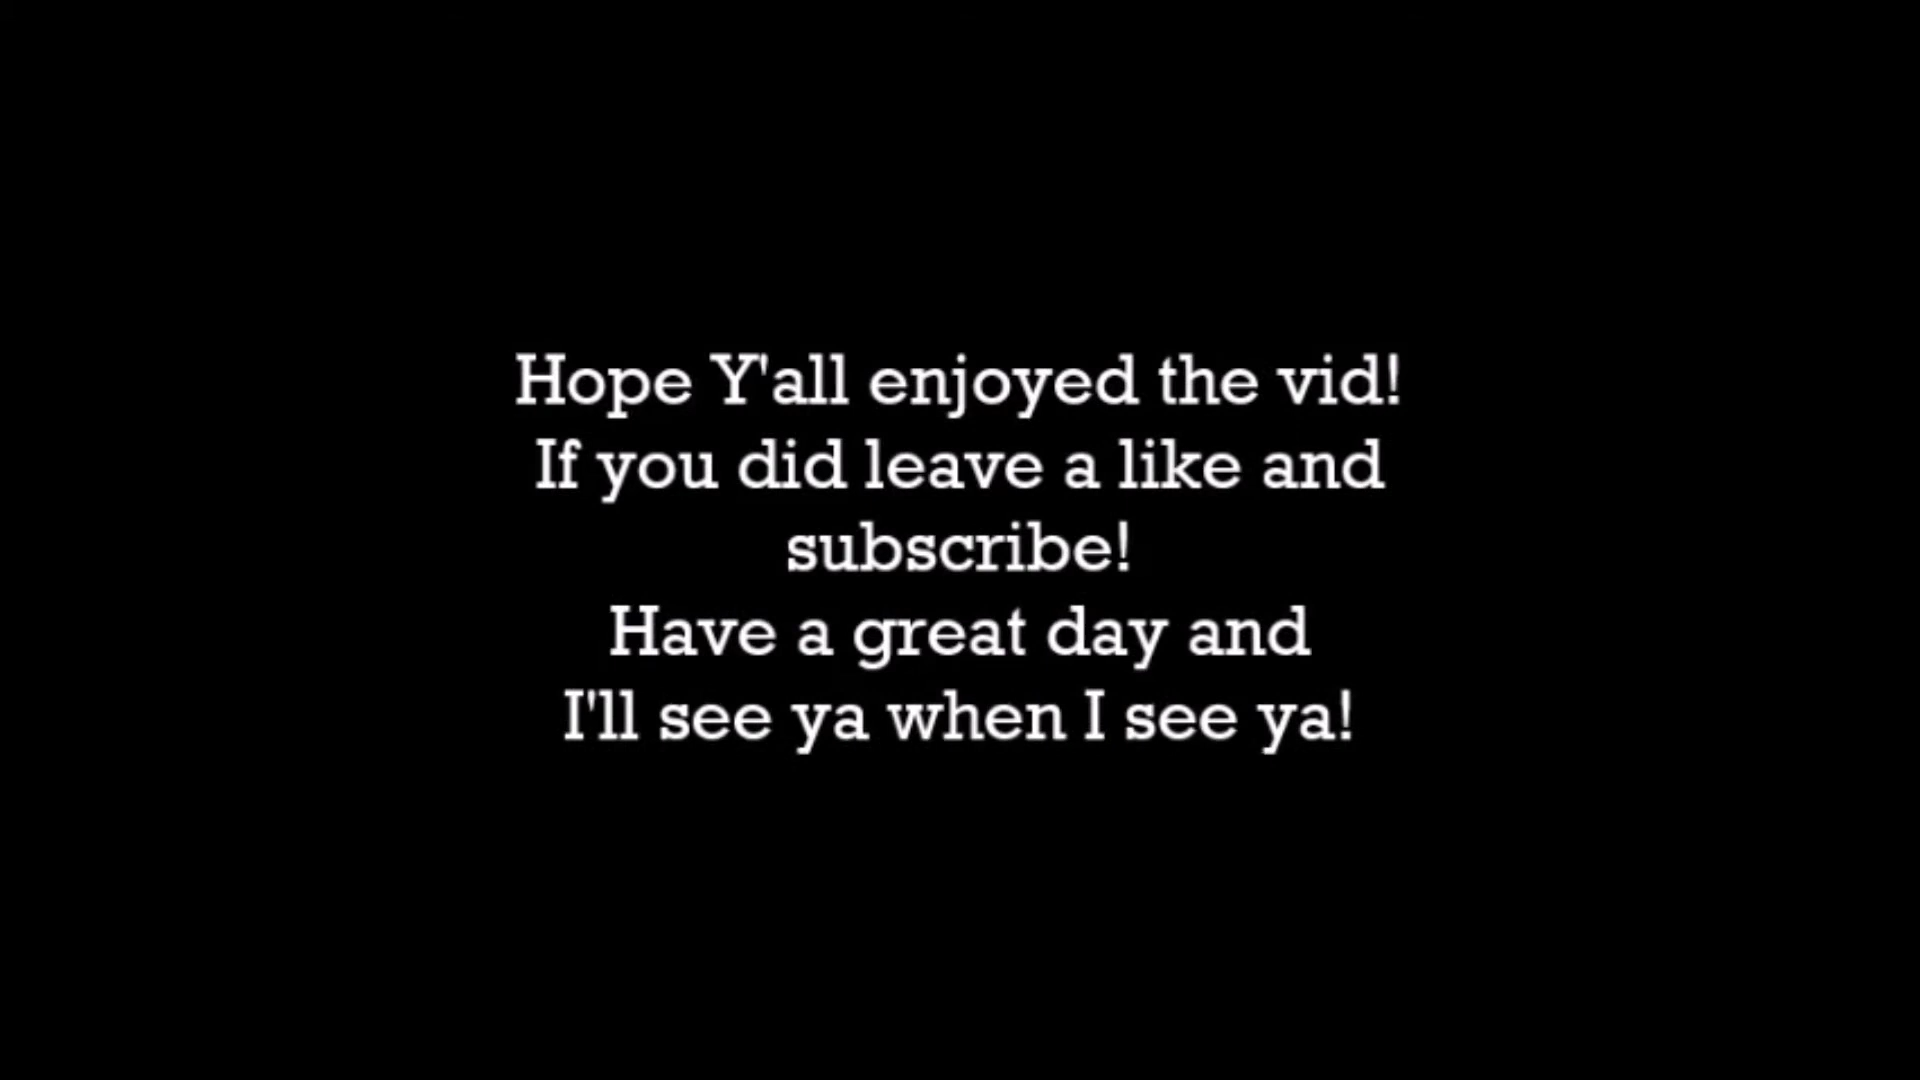 Hope Y'all enjoyed the vid!
If you did leave a like and
subscribe!
Have a great day and
I'll see ya when I see ya!